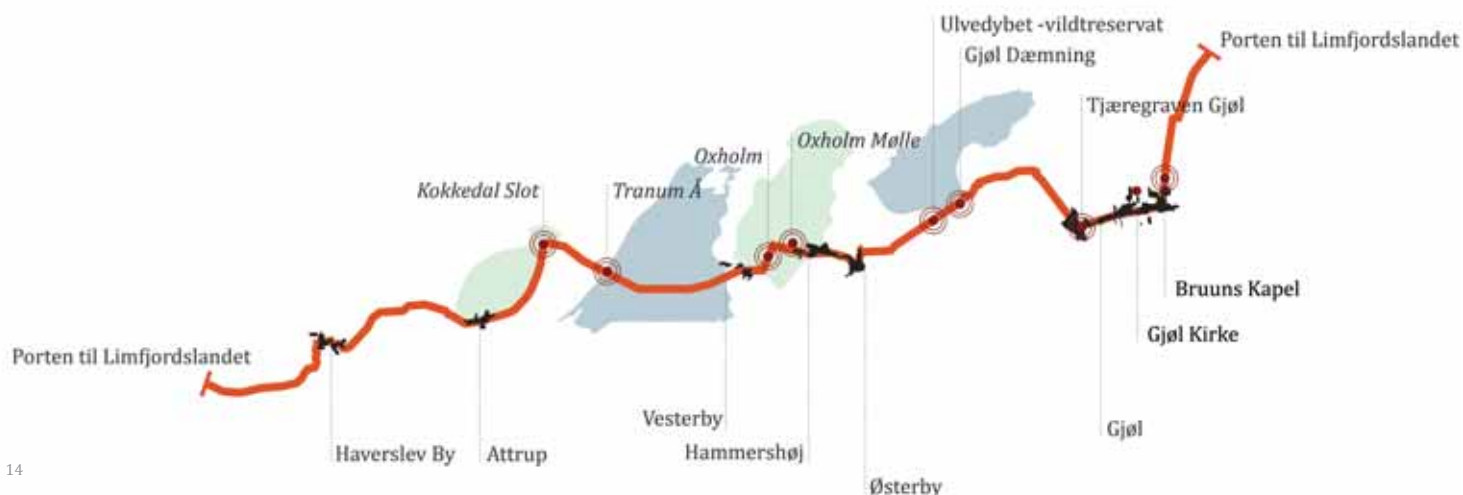 Ulvedybet -vildtreservat
Porten til Limfjordslandet
Gjøl Dæmning
Tjæregraven Gjøl
Oxholm Mølle
Oxholm
Kokkedal Slot
Tranum Å
Bruuns Kapel
Gjøl Kirke
Porten til Limfjordslandet
Vesterby
Gjøl
Haverslev By
Attrup
Hammershøj
Østerby
14